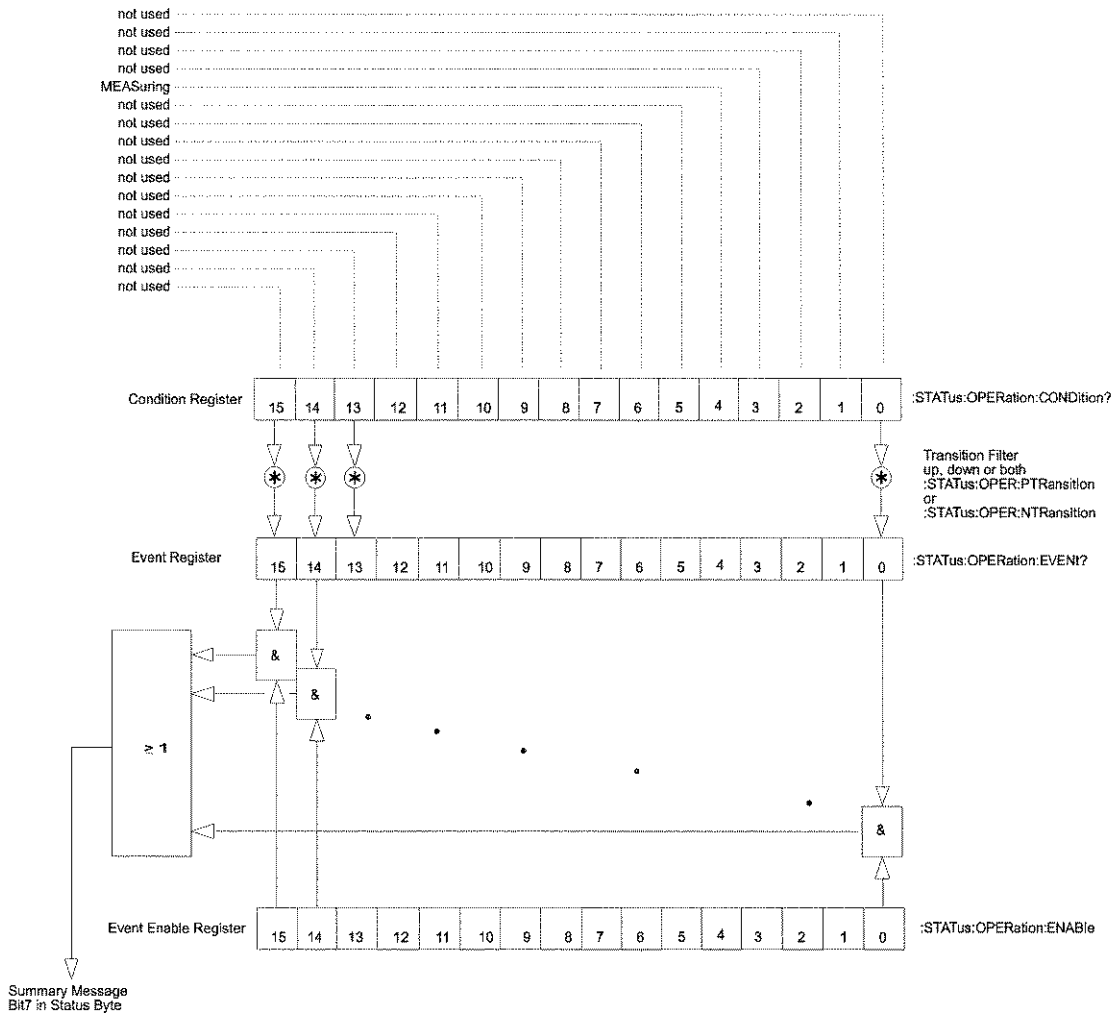 not used
not used
not used
not used
MEASuring
not used
not used
not used
not used
not used
not used
not used
not used
not used
not used
not used
Condition Register
15 14 13 12 11 10 9 8 7 6 5 4 3 2 1 0
:STATus:OPERation:CONDition?
* * * *
Transition Filter
up, down or both
:STATus:OPER:PTRansition
or
:STATus:OPER:NTRansition
Event Register
15 14 13 12 11 10 9 8 7 6 5 4 3 2 1 0
:STATus:OPERation:EVENt?
&
&
≥ 1
&
Event Enable Register
15 14 13 12 11 10 9 8 7 6 5 4 3 2 1 0
:STATus:OPERation:ENABle
Summary Message
Bit7 in Status Byte